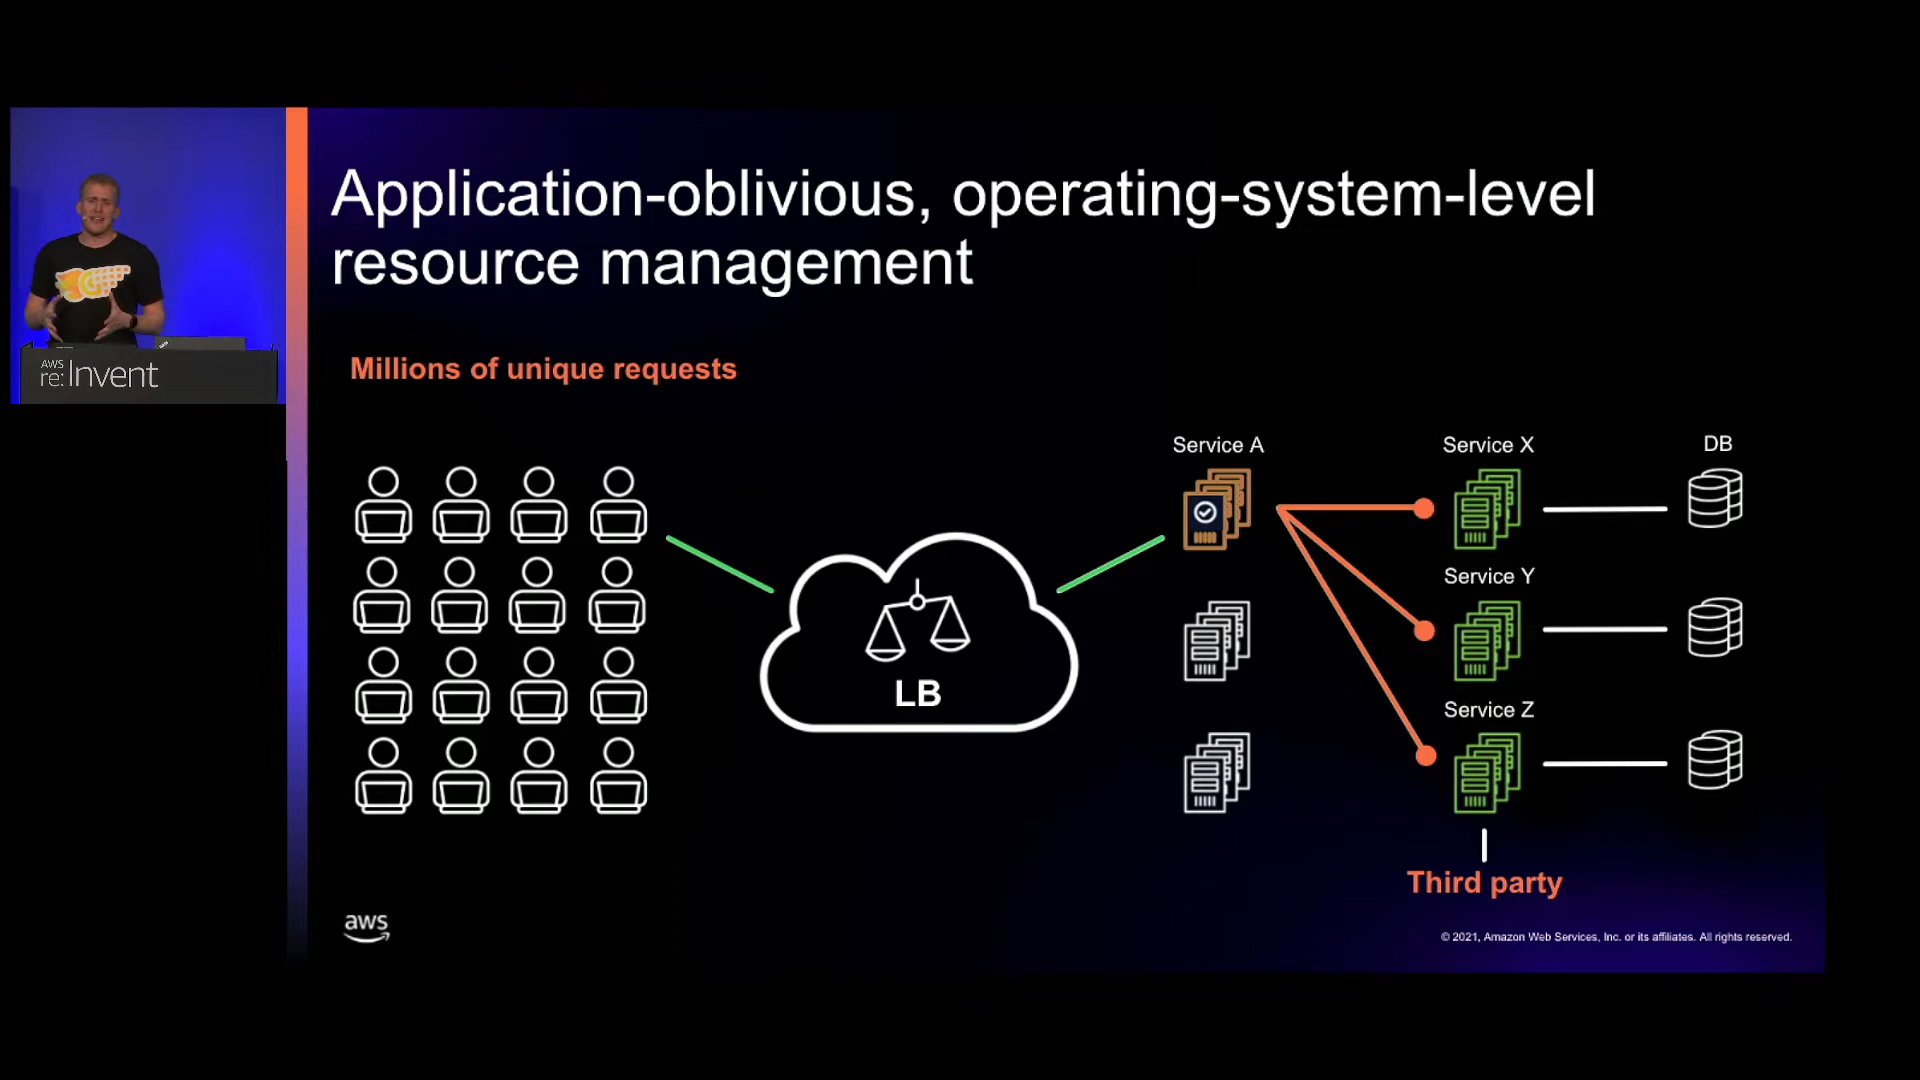 Application-oblivious, operating-system-level
resource management
AWS
re:Invent
Millions of unique requests
Service A
Service X
DB
Service Y
LB
Service Z
Third party
aws
© 2021, Amazon Web Services, Inc. or its affiliates. All rights reserved.